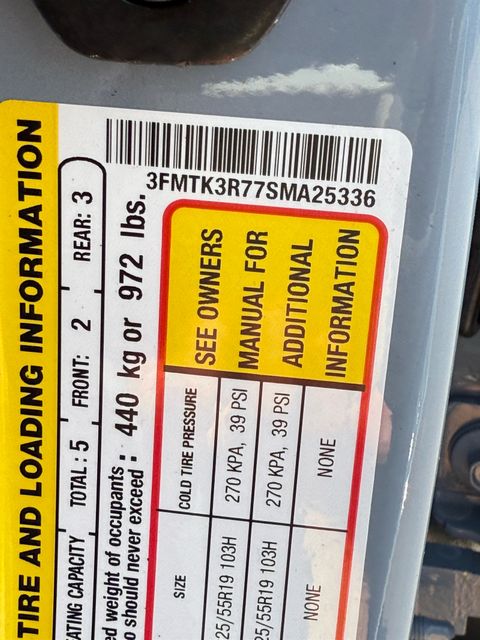 3FMTK3R77SMA25336
TIRE AND LOADING INFORMATION
ATING CAPACITY TOTAL: 5 FRONT: 2 REAR: 3
ed weight of occupants
o should never exceed : 440 kg or 972 lbs.
SIZE COLD TIRE PRESSURE
25/55R19 103H 270 KPA, 39 PSI
25/55R19 103H 270 KPA, 39 PSI
NONE NONE
SEE OWNERS
MANUAL FOR
ADDITIONAL
INFORMATION